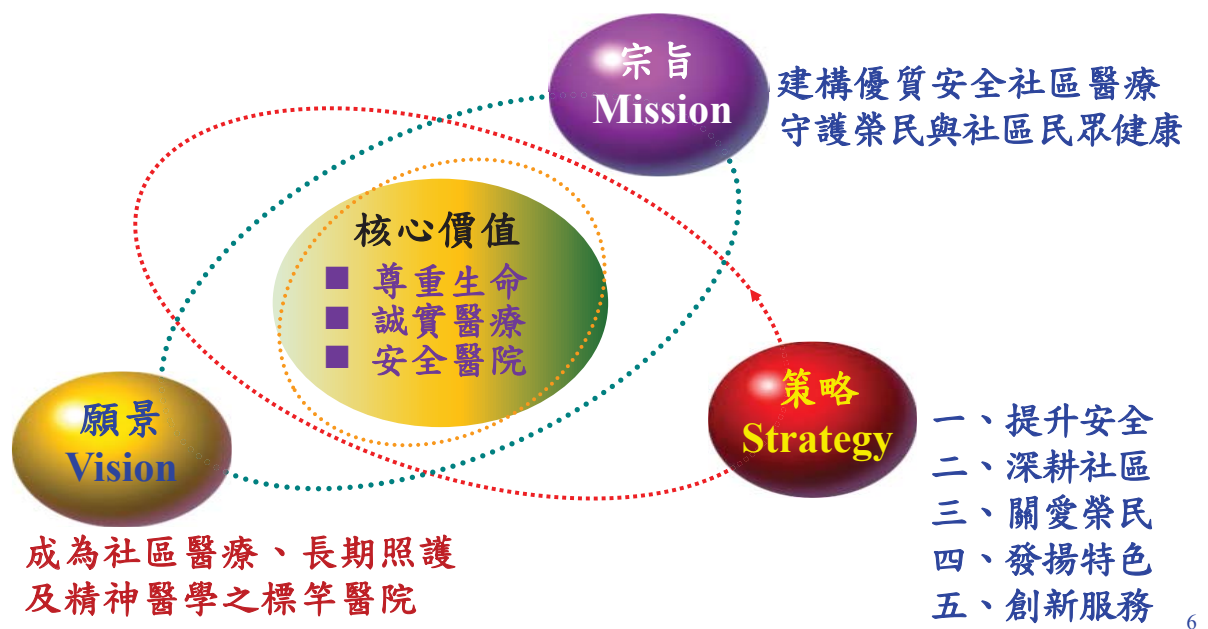 宗旨
Mission
建構優質安全社區醫療
守護榮民與社區民眾健康
核心價值
■ 尊重生命
■ 誠實醫療
■ 安全醫院
願景
Vision
成為社區醫療、長期照護
及精神醫學之標竿醫院
策略
Strategy
一、提升安全
二、深耕社區
三、關愛榮民
四、發揚特色
五、創新服務
6